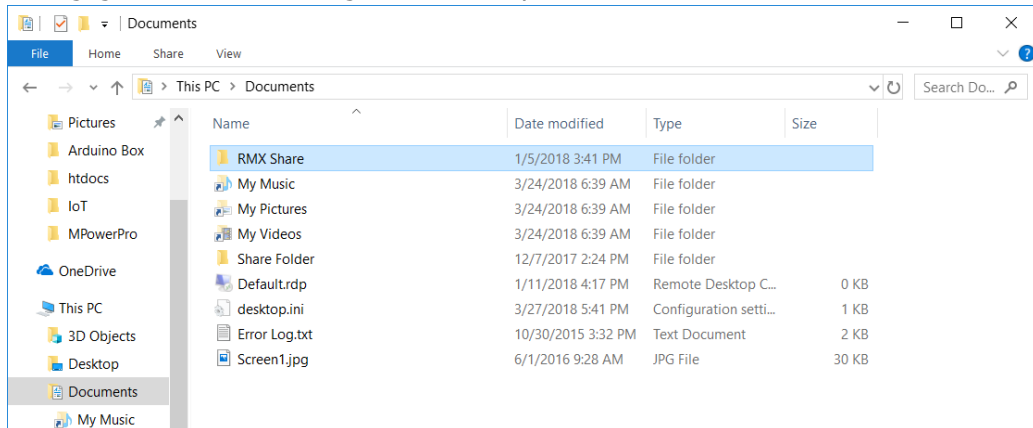 Documents
File Home Share View
This PC > Documents
Search Do...
Pictures
Arduino Box
htdocs
IoT
MPowerPro
OneDrive
This PC
3D Objects
Desktop
Documents
My Music
Name Date modified Type Size
RMX Share 1/5/2018 3:41 PM File folder
My Music 3/24/2018 6:39 AM File folder
My Pictures 3/24/2018 6:39 AM File folder
My Videos 3/24/2018 6:39 AM File folder
Share Folder 12/7/2017 2:24 PM File folder
Default.rdp 1/11/2018 4:17 PM Remote Desktop C... 0 KB
desktop.ini 3/27/2018 5:41 PM Configuration setti... 1 KB
Error Log.txt 10/30/2015 3:32 PM Text Document 2 KB
Screen1.jpg 6/1/2016 9:28 AM JPG File 30 KB